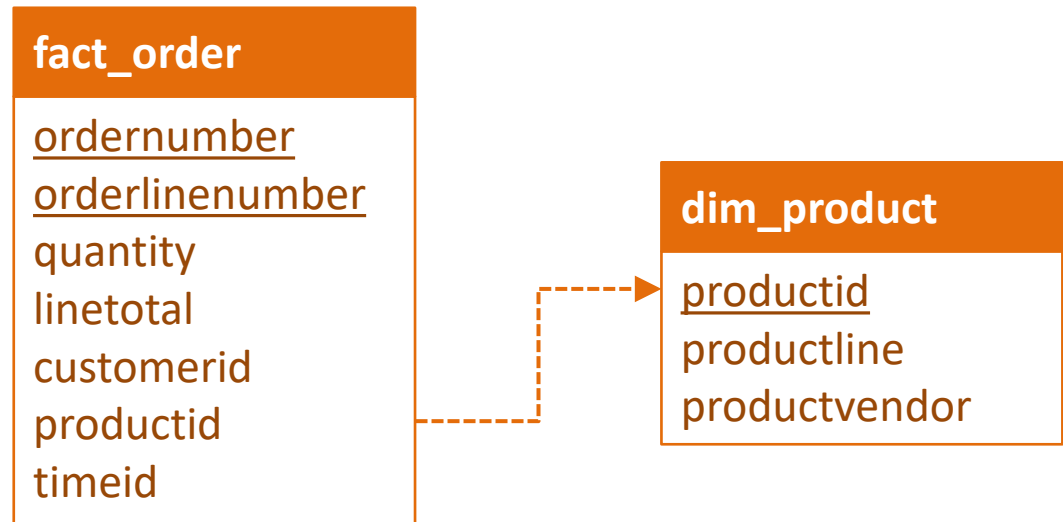 fact_order
ordernumber
orderlinenumber
quantity
linetotal
customerid
productid
timeid
dim_product
productid
productline
productvendor